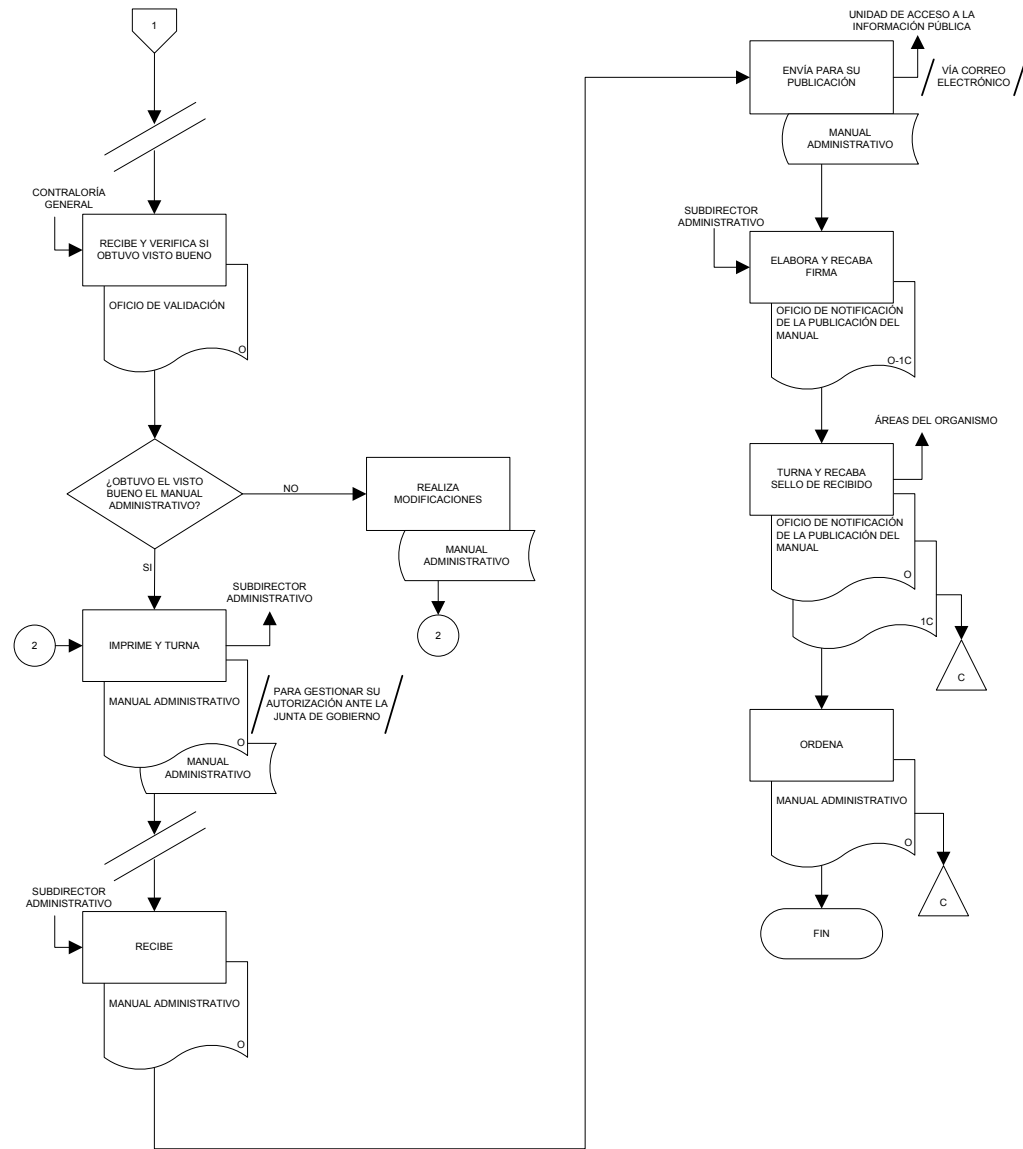 1
CONTRALORÍA
GENERAL
RECIBE Y VERIFICA SI
OBTUVO VISTO BUENO
OFICIO DE VALIDACIÓN
O
¿OBTUVO EL VISTO
BUENO EL MANUAL
ADMINISTRATIVO?
NO
REALIZA
MODIFICACIONES
MANUAL
ADMINISTRATIVO
2
SI
SUBDIRECTOR
ADMINISTRATIVO
2
IMPRIME Y TURNA
MANUAL ADMINISTRATIVO
O
PARA GESTIONAR SU
AUTORIZACIÓN ANTE LA
JUNTA DE GOBIERNO
MANUAL
ADMINISTRATIVO
SUBDIRECTOR
ADMINISTRATIVO
RECIBE
MANUAL ADMINISTRATIVO
O
UNIDAD DE ACCESO A LA
INFORMACIÓN PÚBLICA
ENVÍA PARA SU
PUBLICACIÓN
VÍA CORREO
ELECTRÓNICO
MANUAL
ADMINISTRATIVO
SUBDIRECTOR
ADMINISTRATIVO
ELABORA Y RECABA
FIRMA
OFICIO DE NOTIFICACIÓN
DE LA PUBLICACIÓN DEL
MANUAL
O-1C
ÁREAS DEL ORGANISMO
TURNA Y RECABA
SELLO DE RECIBIDO
OFICIO DE NOTIFICACIÓN
DE LA PUBLICACIÓN DEL
MANUAL
O
1C
C
ORDENA
MANUAL ADMINISTRATIVO
O
C
FIN